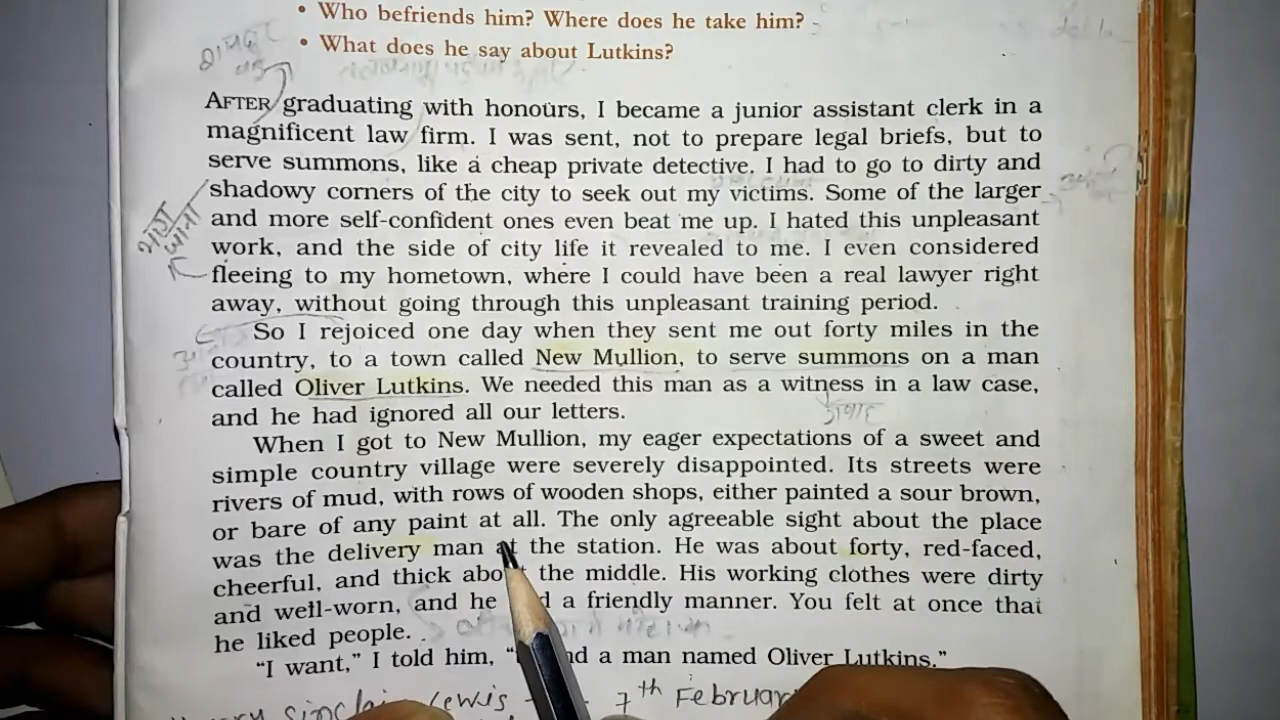 • Who befriends him? Where does he take him?
• What does he say about Lutkins?
AFTER graduating with honours, I became a junior assistant clerk in a
magnificent law firm. I was sent, not to prepare legal briefs, but to
serve summons, like a cheap private detective. I had to go to dirty and
shadowy corners of the city to seek out my victims. Some of the larger
and more self-confident ones even beat me up. I hated this unpleasant
work, and the side of city life it revealed to me. I even considered
fleeing to my hometown, where I could have been a real lawyer right
away, without going through this unpleasant training period.
So I rejoiced one day when they sent me out forty miles in the
country, to a town called New Mullion, to serve summons on a man
called Oliver Lutkins. We needed this man as a witness in a law case,
and he had ignored all our letters.
गवाह
When I got to New Mullion, my eager expectations of a sweet and
simple country village were severely disappointed. Its streets were
rivers of mud, with rows of wooden shops, either painted a sour brown,
or bare of any paint at all. The only agreeable sight about the place
was the delivery man at the station. He was about forty, red-faced,
cheerful, and thick the middle. His working clothes were dirty
and well-worn, and he a friendly manner. You felt at once that
he liked people.
“I want,” I told him, “ a man named Oliver Lutkins.”
Lewis - 7th February